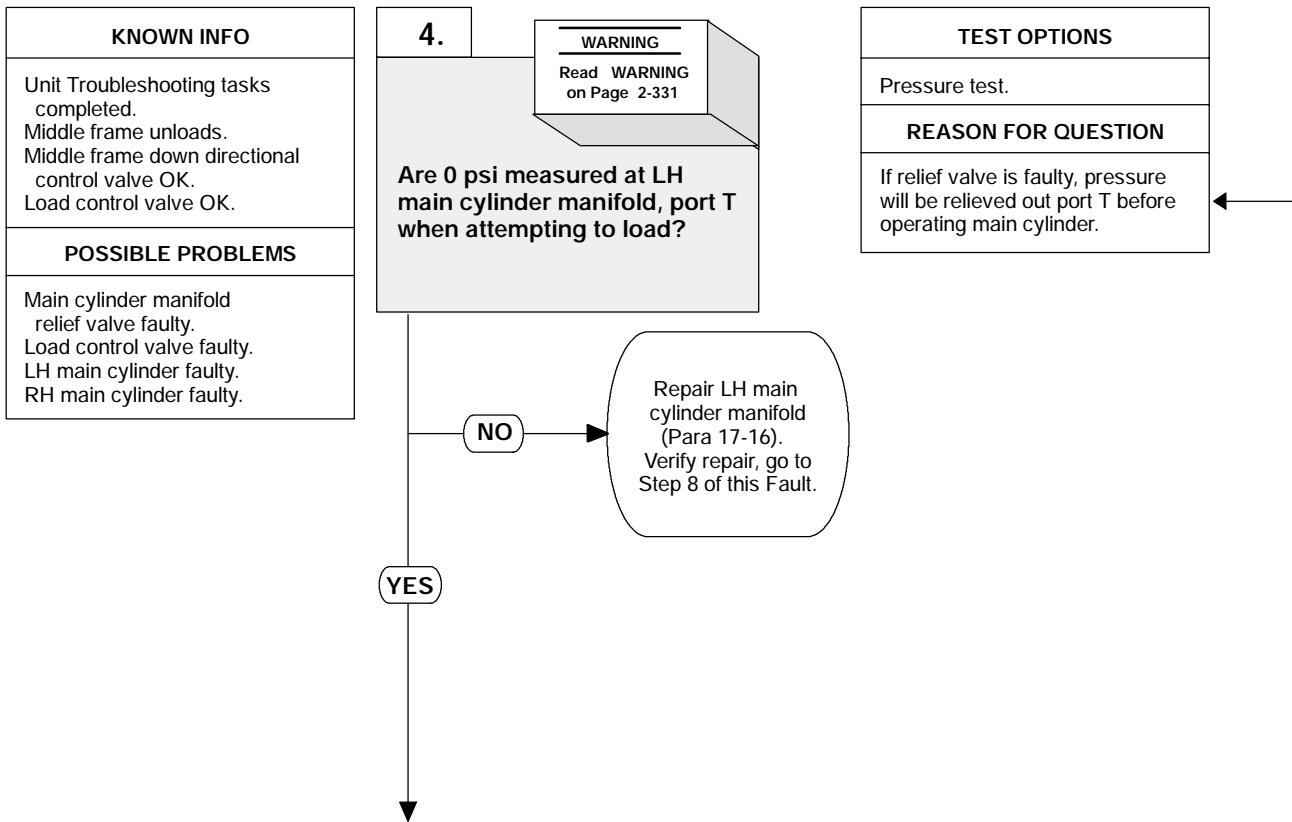 KNOWN INFO
Unit Troubleshooting tasks
completed.
Middle frame unloads.
Middle frame down directional
control valve OK.
Load control valve OK.
POSSIBLE PROBLEMS
Main cylinder manifold
relief valve faulty.
Load control valve faulty.
LH main cylinder faulty.
RH main cylinder faulty.
4.
WARNING
Read WARNING
on Page 2-331
Are 0 psi measured at LH
main cylinder manifold, port T
when attempting to load?
TEST OPTIONS
Pressure test.
REASON FOR QUESTION
If relief valve is faulty, pressure
will be relieved out port T before
operating main cylinder.
NO
Repair LH main
cylinder manifold
(Para 17-16).
Verify repair, go to
Step 8 of this Fault.
YES